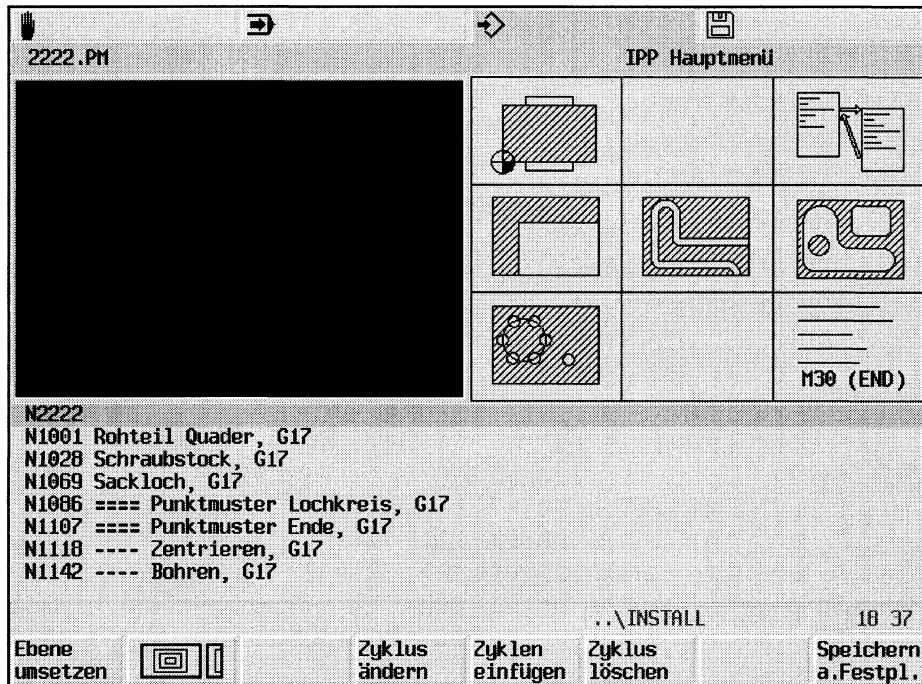 2222.PM
IPP Hauptmenü
M30 (END)
N2222
N1001 Rohteil Quader, G17
N1028 Schraubstock, G17
N1069 Sackloch, G17
N1086 ==== Punktmuster Lochkreis, G17
N1107 ==== Punktmuster Ende, G17
N1118 ---- Zentrieren, G17
N1142 ---- Bohren, G17
..\INSTALL
18 37
Ebene
umsetzen
Zyklus
ändern
Zyklen
einfügen
Zyklus
löschen
Speichern
a.Festpl.